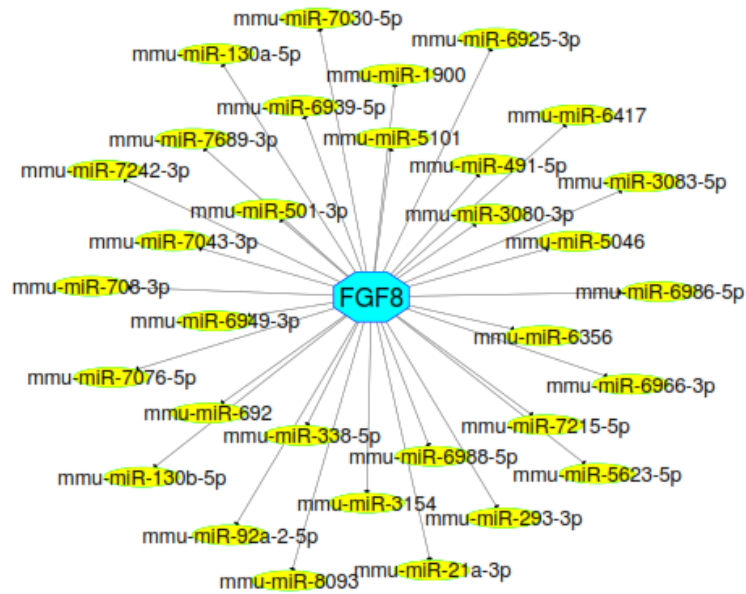 mmu-miR-7030-5p
mmu-miR-6925-3p
mmu-miR-130a-5p
mmu-miR-1900
mmu-miR-6939-5p
mmu-miR-6417
mmu-miR-7689-3p
mmu-miR-5101
mmu-miR-7242-3p
mmu-miR-491-5p
mmu-miR-3083-5p
mmu-miR-501-3p
mmu-miR-3080-3p
mmu-miR-7043-3p
mmu-miR-5046
mmu-miR-708-3p
FGF8
mmu-miR-6986-5p
mmu-miR-6949-3p
mmu-miR-6356
mmu-miR-7076-5p
mmu-miR-6966-3p
mmu-miR-692
mmu-miR-338-5p
mmu-miR-7215-5p
mmu-miR-6988-5p
mmu-miR-130b-5p
mmu-miR-5623-5p
mmu-miR-3154
mmu-miR-293-3p
mmu-miR-92a-2-5p
mmu-miR-8093
mmu-miR-21a-3p